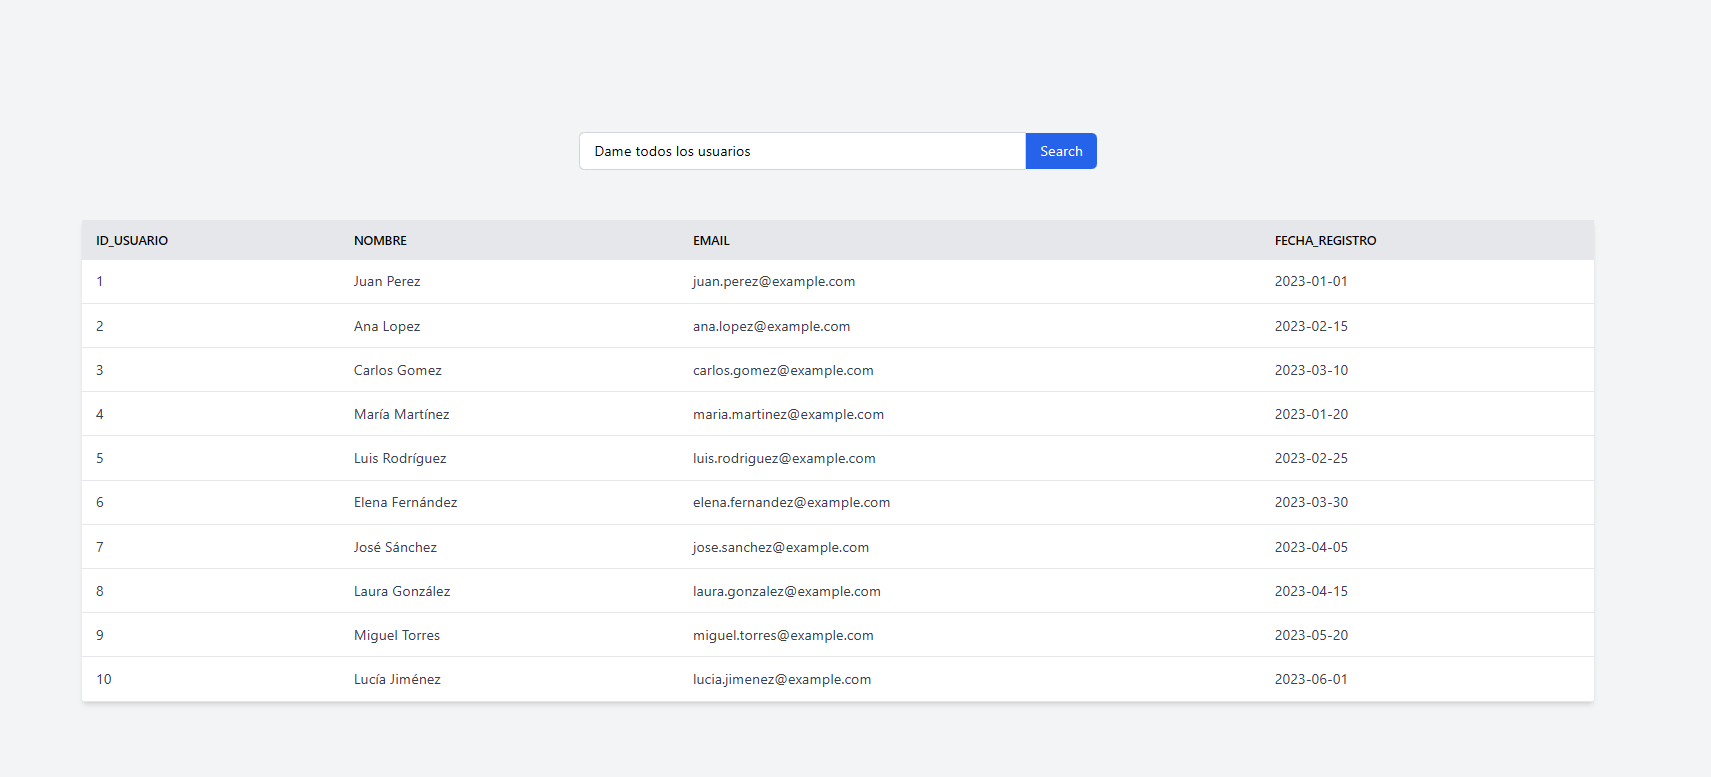 Dame todos los usuarios Search
ID_USUARIO NOMBRE EMAIL FECHA_REGISTRO
1 Juan Perez juan.perez@example.com 2023-01-01
2 Ana Lopez ana.lopez@example.com 2023-02-15
3 Carlos Gomez carlos.gomez@example.com 2023-03-10
4 María Martínez maria.martinez@example.com 2023-01-20
5 Luis Rodríguez luis.rodriguez@example.com 2023-02-25
6 Elena Fernández elena.fernandez@example.com 2023-03-30
7 José Sánchez jose.sanchez@example.com 2023-04-05
8 Laura González laura.gonzalez@example.com 2023-04-15
9 Miguel Torres miguel.torres@example.com 2023-05-20
10 Lucía Jiménez lucia.jimenez@example.com 2023-06-01